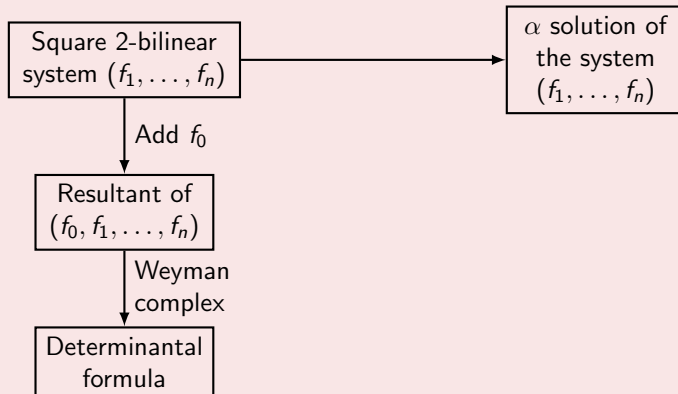 Square 2-bilinear
system (f₁, . . . , fₙ)
α solution of
the system
(f₁, . . . , fₙ)
Add f₀
Resultant of
(f₀, f₁, . . . , fₙ)
Weyman
complex
Determinantal
formula